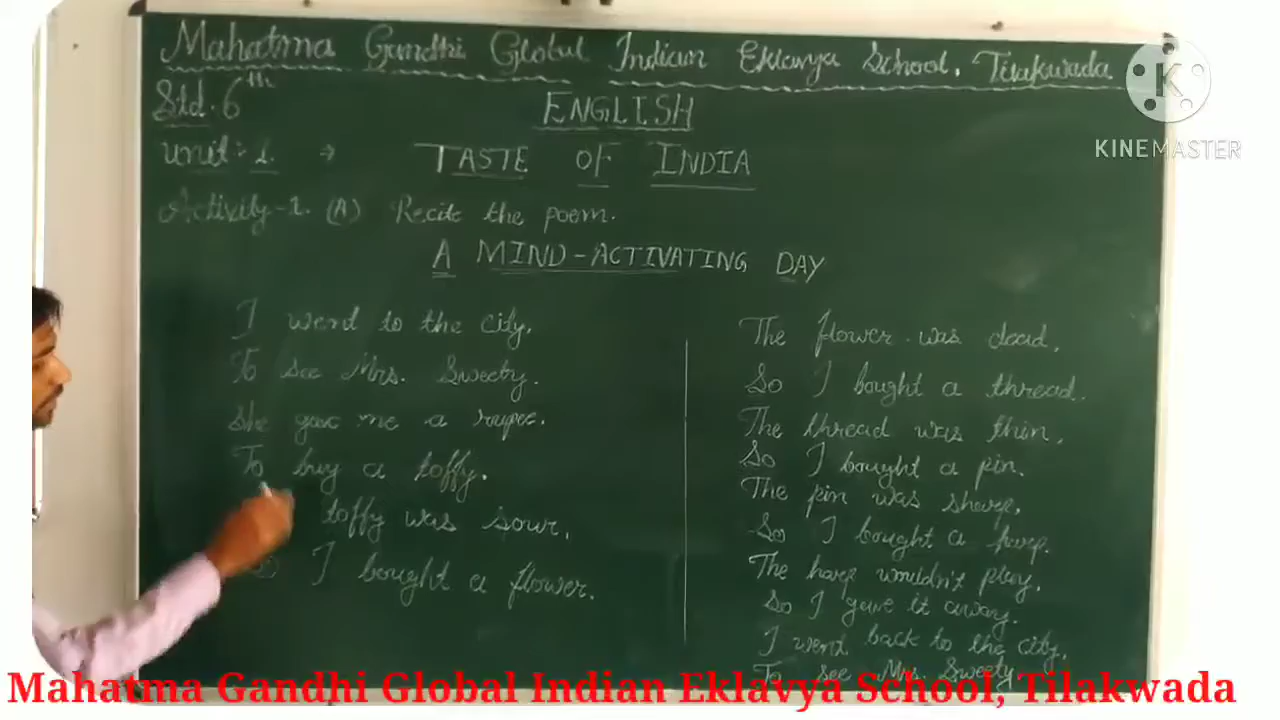 Mahatma Gandhi Global Indian Eklavya School, Tilakwada
Std. 6th
ENGLISH
Unit:- 1. → TASTE OF INDIA
Activity-1. (A) Recite the poem.
A MIND-ACTIVATING DAY
I went to the city,
To see Mrs. Sweety.
She gave me a rupee.
To buy a toffy.
toffy was sour,
So I bought a flower.
The flower was dead,
So I bought a thread.
The thread was thin,
So I bought a pin.
The pin was sharp,
So I bought a harp.
The harp wouldn't play,
So I gave it away.
I went back to the city,
To see Mrs. Sweety
K
KINEMASTER
Mahatma Gandhi Global Indian Eklavya School, Tilakwada